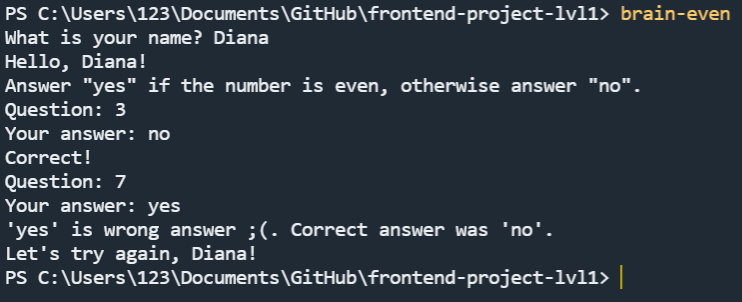 PS C:\Users\123\Documents\GitHub\frontend-project-lvl1> brain-even
What is your name? Diana
Hello, Diana!
Answer "yes" if the number is even, otherwise answer "no".
Question: 3
Your answer: no
Correct!
Question: 7
Your answer: yes
'yes' is wrong answer ;(. Correct answer was 'no'.
Let's try again, Diana!
PS C:\Users\123\Documents\GitHub\frontend-project-lvl1>